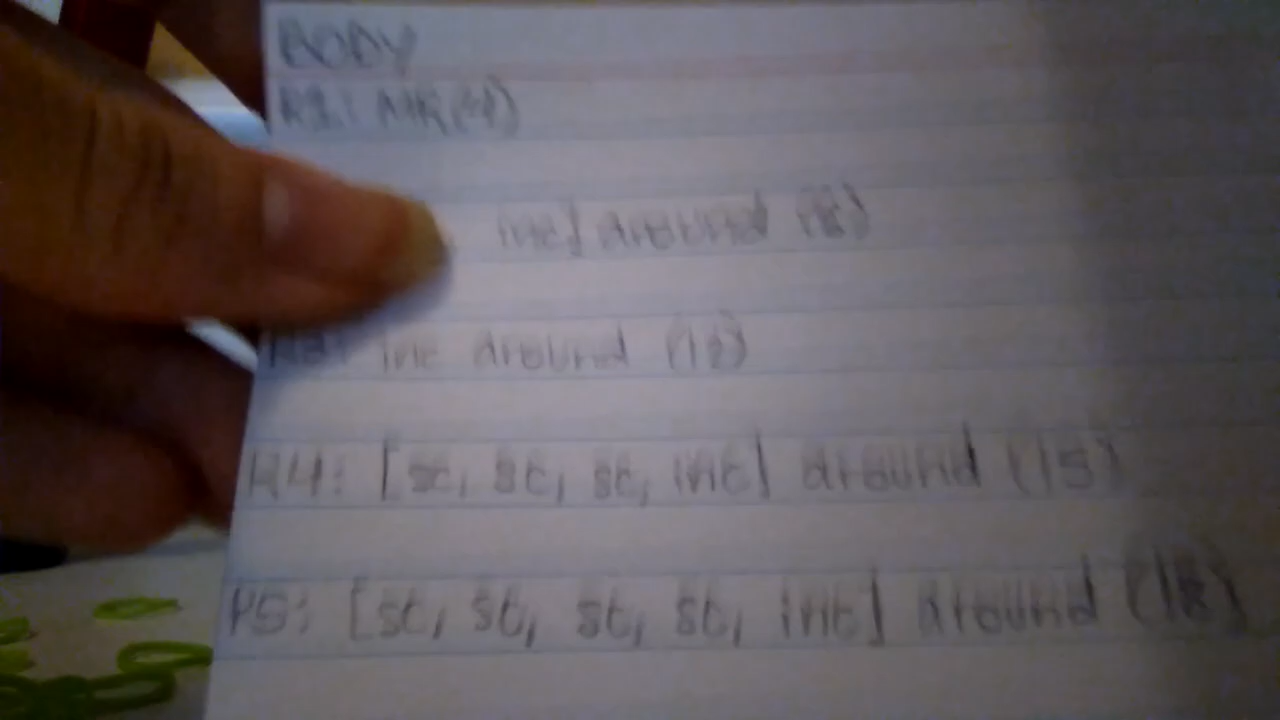 BODY
R1: MR(4)
inc] around (8)
R3: inc around (12)
R4: [sc, sc, sc, inc] around (15)
R5: [sc, sc, sc, sc, inc] around (18)